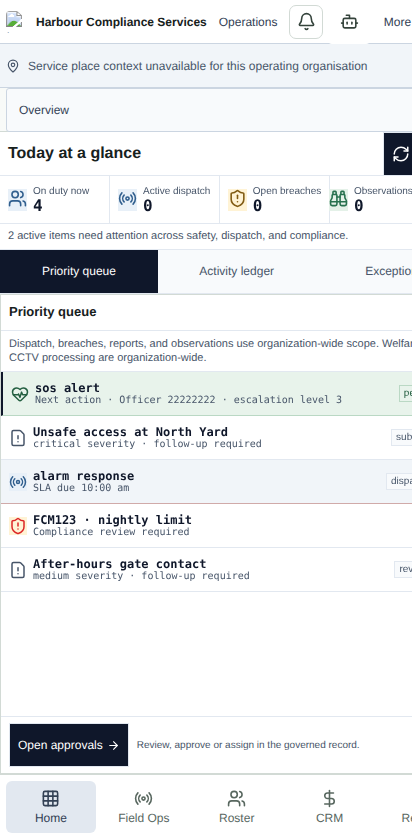 Harbour Compliance Services Operations More
Service place context unavailable for this operating organisation
Overview
Today at a glance
On duty now
4
Active dispatch
0
Open breaches
0
Observations
0
2 active items need attention across safety, dispatch, and compliance.
Priority queue Activity ledger
Priority queue
Dispatch, breaches, reports, and observations use organization-wide scope.
CCTV processing are organization-wide.
sos alert
Next action · Officer 22222222 · escalation level 3
Unsafe access at North Yard
critical severity · follow-up required
alarm response
SLA due 10:00 am
FCM123 · nightly limit
Compliance review required
After-hours gate contact
medium severity · follow-up required
Open approvals → Review, approve or assign in the governed record.
Home Field Ops Roster CRM